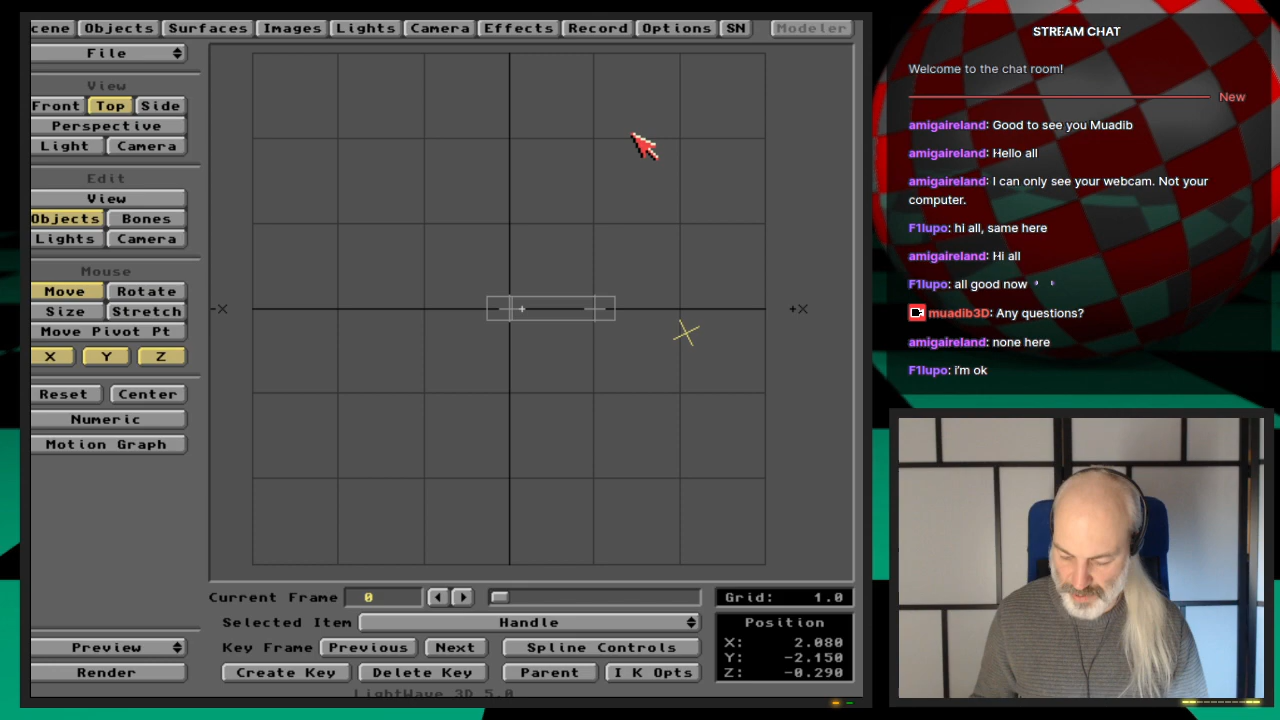 cene Objects Surfaces Images Lights Camera Effects Record Options SN Modeler
File
View
Front Top Side
Perspective
Light Camera
Edit
View
Objects Bones
Lights Camera
Mouse
Move Rotate
Size Stretch
Move Pivot Pt
X Y Z
Reset Center
Numeric
Motion Graph
Preview
Render
-X
+X
Current Frame 0
Grid: 1.0
Selected Item Handle
Key Frame Previous Next Spline Controls
Create Key Delete Key Parent I K Opts
Position
X: 2.080
Y: -2.150
Z: -0.290
LightWave 3D 5.0
STREAM CHAT
Welcome to the chat room!
New
amigaireland: Good to see you Muadib
amigaireland: Hello all
amigaireland: I can only see your webcam. Not your
computer.
F1lupo: hi all, same here
amigaireland: Hi all
F1lupo: all good now
muadib3D: Any questions?
amigaireland: none here
F1lupo: i'm ok